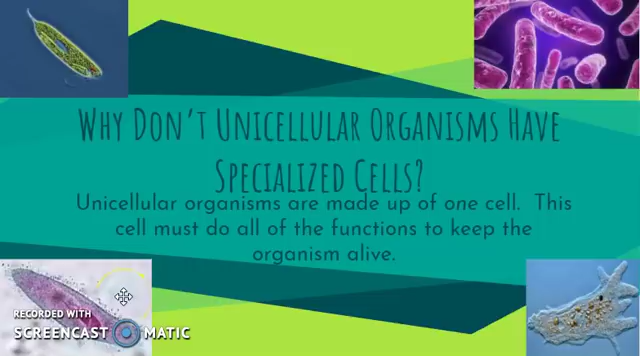 Why Don't Unicellular Organisms Have
Specialized Cells?
Unicellular organisms are made up of one cell. This
cell must do all of the functions to keep the
organism alive.
RECORDED WITH
SCREENCAST MATIC